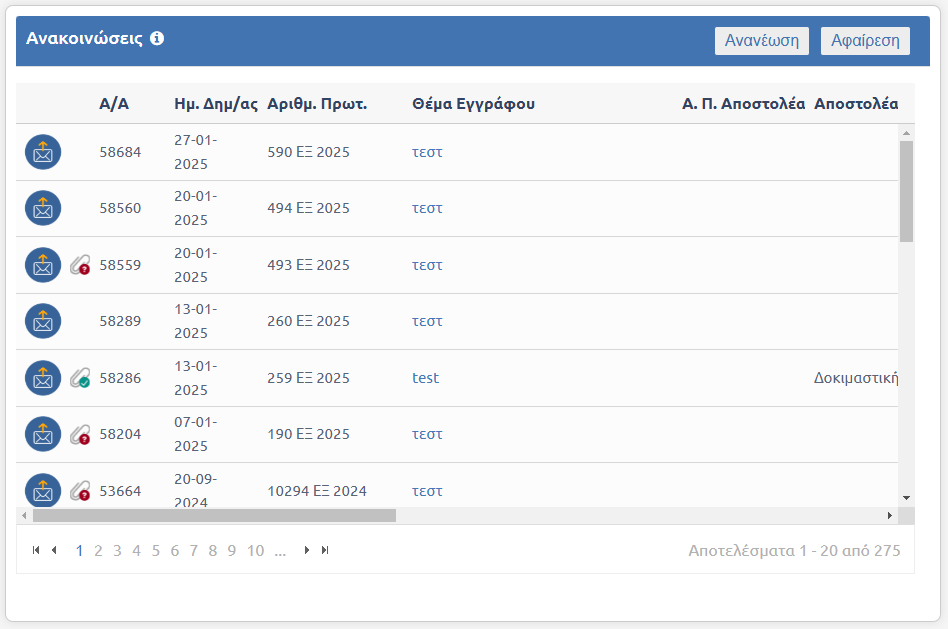 Ανακοινώσεις
Ανανέωση Αφαίρεση
Α/Α Ημ. Δημ/ας Αριθμ. Πρωτ. Θέμα Εγγράφου Α. Π. Αποστολέα Αποστολέα
58684 27-01-2025 590 ΕΞ 2025 τεστ
58560 20-01-2025 494 ΕΞ 2025 τεστ
58559 20-01-2025 493 ΕΞ 2025 τεστ
58289 13-01-2025 260 ΕΞ 2025 τεστ
58286 13-01-2025 259 ΕΞ 2025 test Δοκιμαστική
58204 07-01-2025 190 ΕΞ 2025 τεστ
53664 20-09-2024 10294 ΕΞ 2024 τεστ
1 2 3 4 5 6 7 8 9 10 ... Αποτελέσματα 1 - 20 από 275